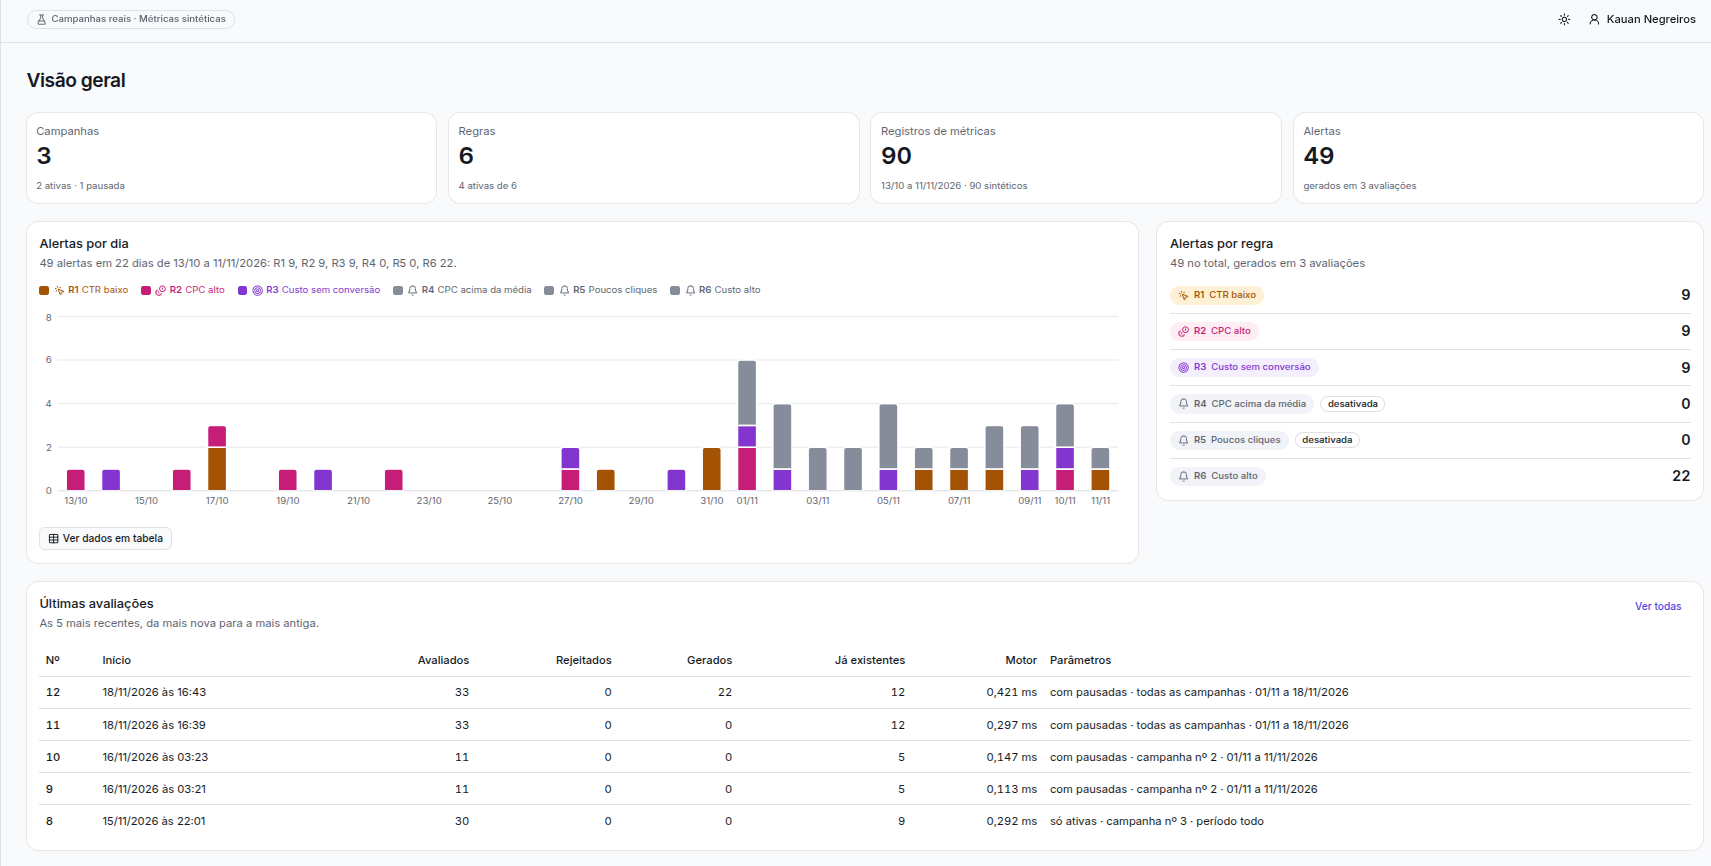 Campanhas reais · Métricas sintéticas
Kauan Negreiros
Visão geral
Campanhas
3
2 ativas · 1 pausada
Regras
6
4 ativas de 6
Registros de métricas
90
13/10 a 11/11/2026 · 90 sintéticos
Alertas
49
gerados em 3 avaliações
Alertas por dia
49 alertas em 22 dias de 13/10 a 11/11/2026: R1 9, R2 9, R3 9, R4 0, R5 0, R6 22.
R1 CTR baixo R2 CPC alto R3 Custo sem conversão R4 CPC acima da média R5 Poucos cliques R6 Custo alto
8
6
4
2
0
13/10 15/10 17/10 19/10 21/10 23/10 25/10 27/10 29/10 31/10 01/11 03/11 05/11 07/11 09/11 10/11 11/11
Ver dados em tabela
Alertas por regra
49 no total, gerados em 3 avaliações
R1 CTR baixo 9
R2 CPC alto 9
R3 Custo sem conversão 9
R4 CPC acima da média desativada 0
R5 Poucos cliques desativada 0
R6 Custo alto 22
Últimas avaliações
Ver todas
As 5 mais recentes, da mais nova para a mais antiga.
Nº Início Avaliados Rejeitados Gerados Já existentes Motor Parâmetros
12 18/11/2026 às 16:43 33 0 22 12 0,421 ms com pausadas · todas as campanhas · 01/11 a 18/11/2026
11 18/11/2026 às 16:39 33 0 0 12 0,297 ms com pausadas · todas as campanhas · 01/11 a 18/11/2026
10 16/11/2026 às 03:23 11 0 0 5 0,147 ms com pausadas · campanha nº 2 · 01/11 a 11/11/2026
9 16/11/2026 às 03:21 11 0 0 5 0,113 ms com pausadas · campanha nº 2 · 01/11 a 11/11/2026
8 15/11/2026 às 22:01 30 0 0 9 0,292 ms só ativas · campanha nº 3 · período todo